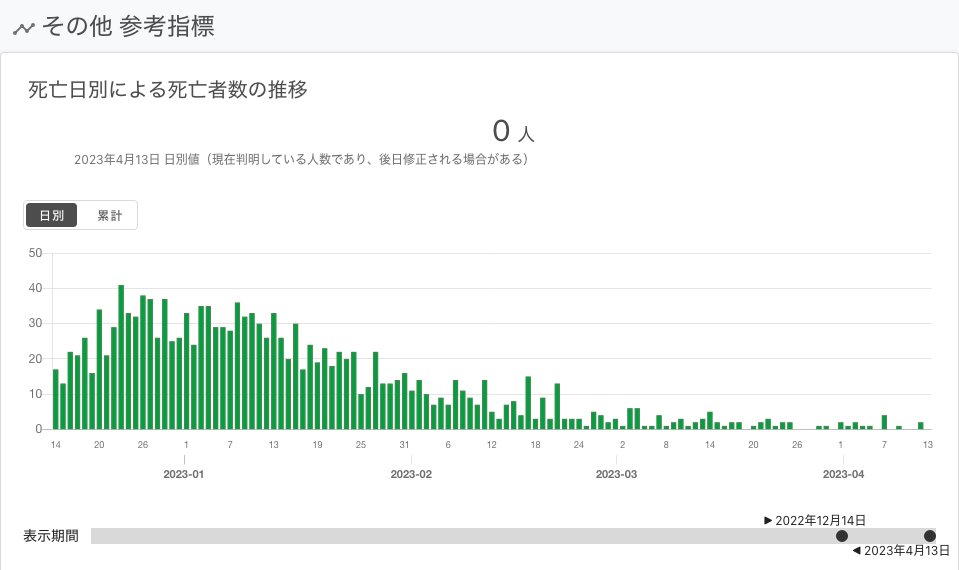 その他 参考指標
死亡日別による死亡者数の推移
0 人
2023年4月13日 日別値（現在判明している人数であり、後日修正される場合がある）
日別 累計
50
40
30
20
10
0
14 20 26 1 7 13 19 25 31 6 12 18 24 2 8 14 20 26 1 7 13
2023-01 2023-02 2023-03 2023-04
▶ 2022年12月14日
表示期間
◀ 2023年4月13日